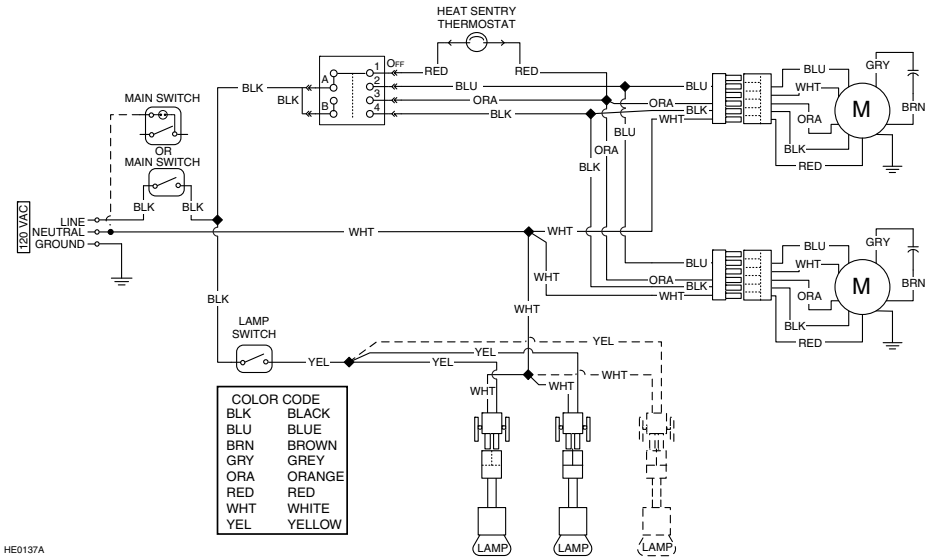 HEAT SENTRY
THERMOSTAT
RED
RED
OFF
1
2
3
4
A
B
BLK
BLK
BLU
ORA
BLK
BLU
ORA
BLK
BLU
ORA
BLK
WHT
BLU
WHT
ORA
BLK
RED
GRY
BRN
M
MAIN SWITCH
OR
MAIN SWITCH
BLK
BLK
120 VAC
LINE
NEUTRAL
GROUND
WHT
WHT
WHT
WHT
BLU
ORA
BLK
WHT
BLU
WHT
ORA
BLK
RED
GRY
BRN
M
BLK
LAMP
SWITCH
YEL
YEL
YEL
YEL
WHT
WHT
WHT
LAMP
LAMP
LAMP
COLOR CODE
BLK BLACK
BLU BLUE
BRN BROWN
GRY GREY
ORA ORANGE
RED RED
WHT WHITE
YEL YELLOW
HE0137A